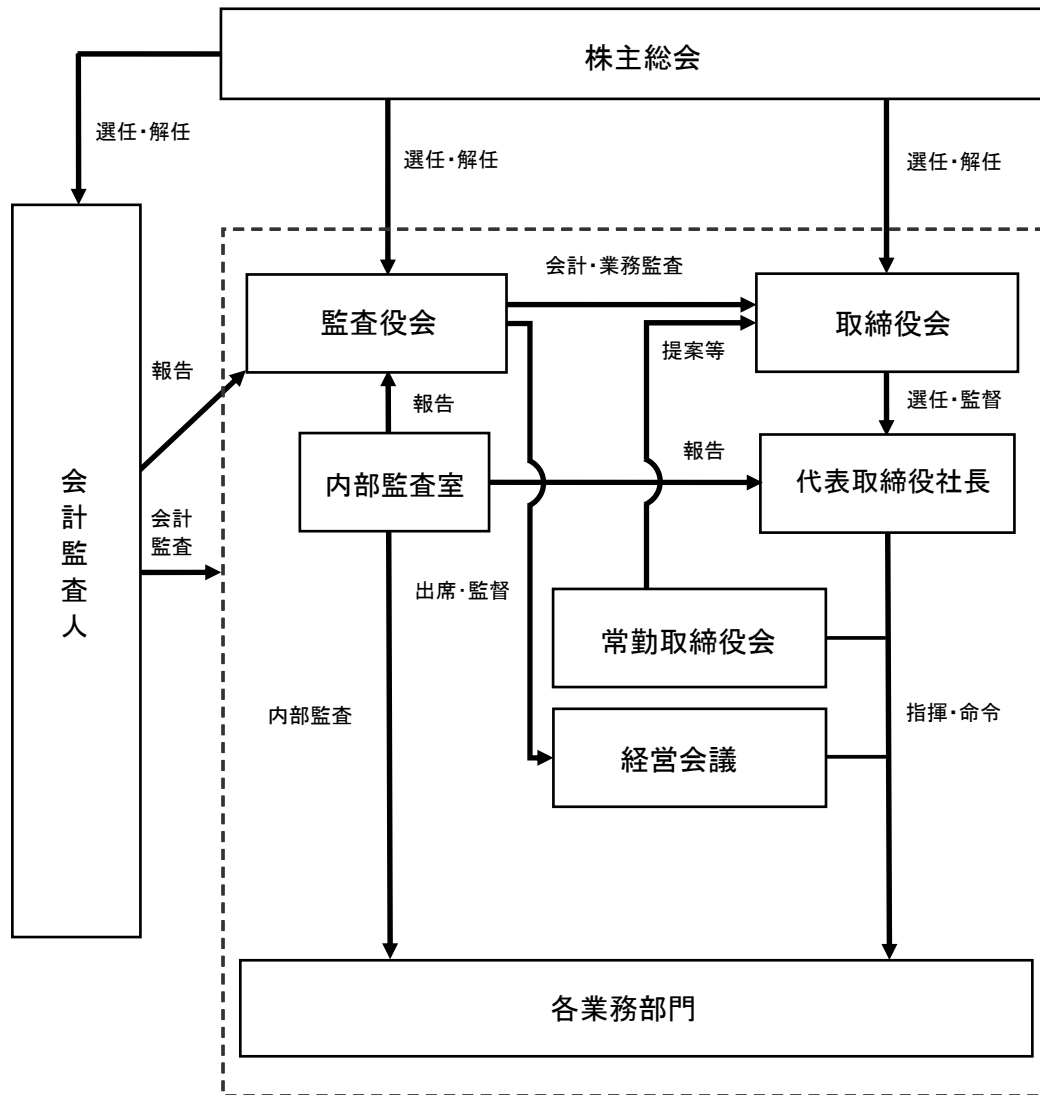 株主総会
選任・解任
選任・解任
選任・解任
会計・業務監査
監査役会
取締役会
提案等
報告
報告
選任・監督
内部監査室
報告
代表取締役社長
会計監査人
会計
監査
出席・監督
常勤取締役会
内部監査
指揮・命令
経営会議
各業務部門